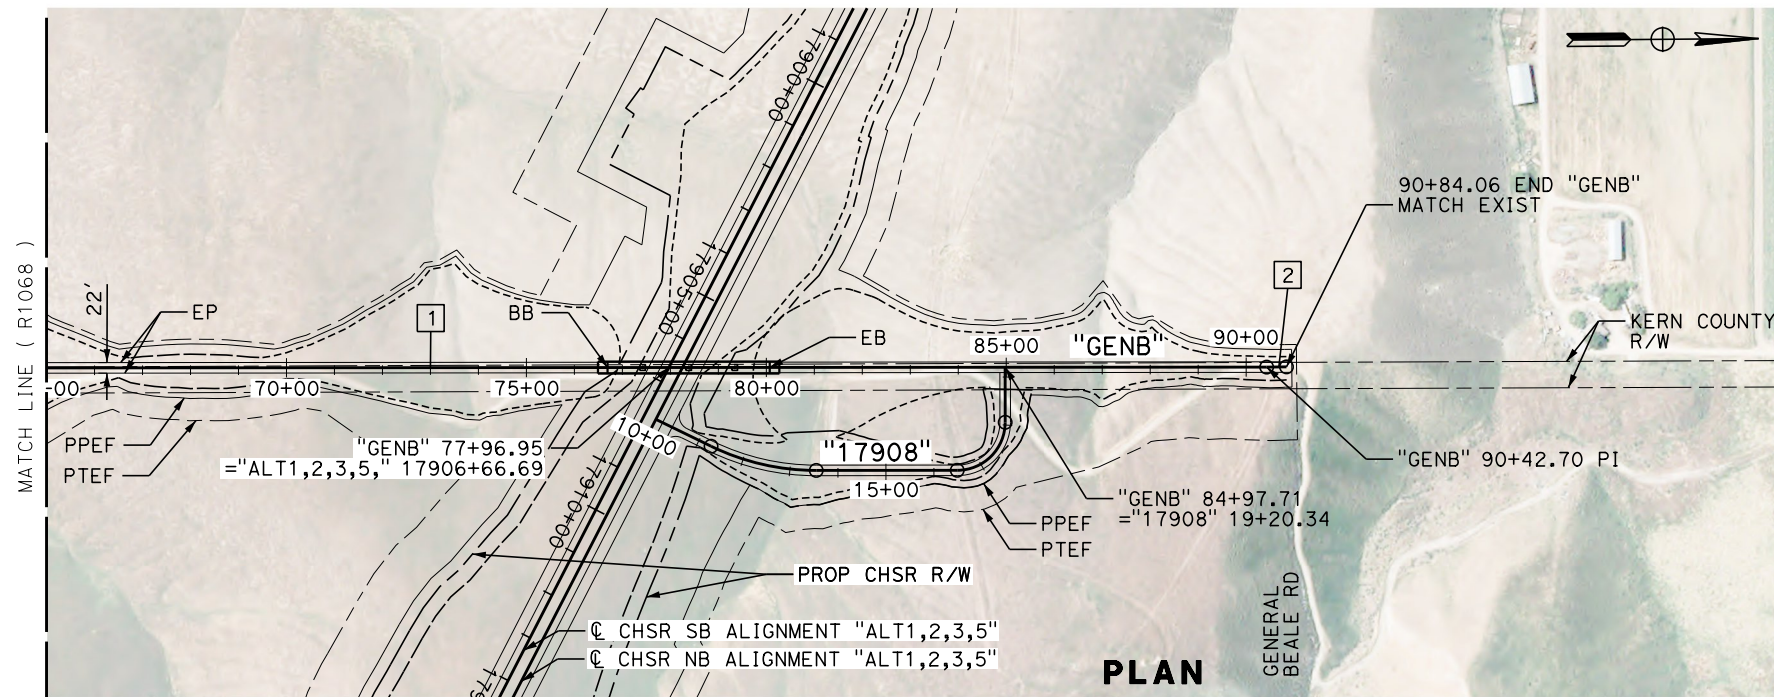 MATCH LINE ( R1068 )
22'
EP
1
BB
17900+00
17905+00
EB
85+00
"GENB"
90+00
2
90+84.06 END "GENB"
MATCH EXIST
KERN COUNTY
R/W
00
70+00
75+00
80+00
PPEF
PTEF
"GENB" 77+96.95
="ALT1,2,3,5," 17906+66.69
10+00
"17908"
15+00
17910+00
"GENB" 90+42.70 PI
"GENB" 84+97.71
="17908" 19+20.34
PPEF
PTEF
PROP CHSR R/W
℄ CHSR SB ALIGNMENT "ALT1,2,3,5"
℄ CHSR NB ALIGNMENT "ALT1,2,3,5"
179
PLAN
GENERAL
BEALE RD